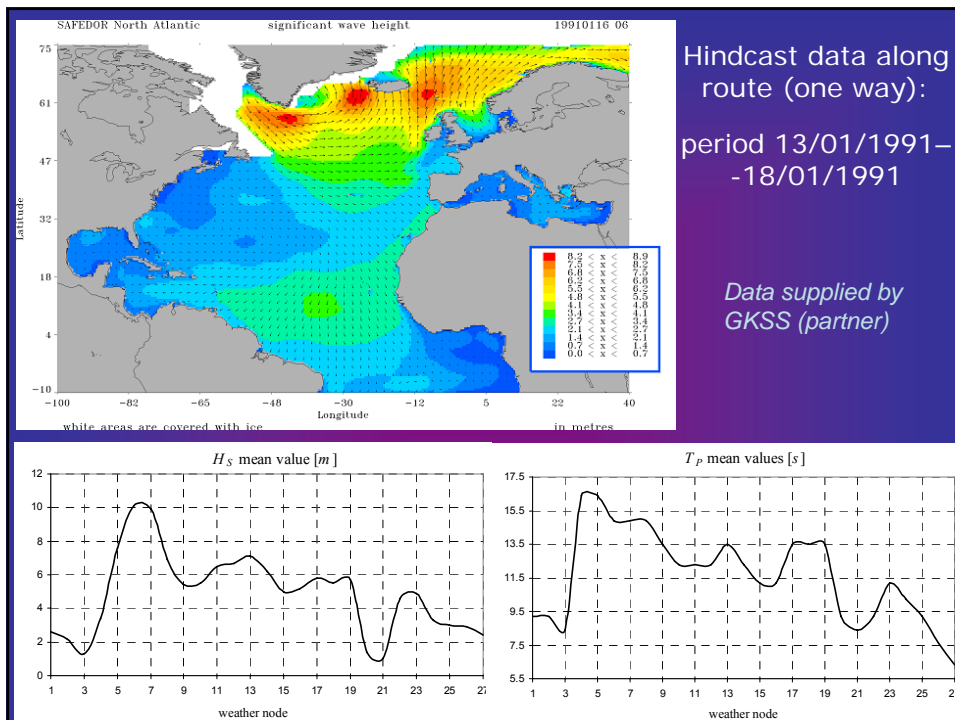 SAFEDOR North Atlantic significant wave height 19910116 06
75
61
47
32
18
4
-10
Latitude
-100 -82 -65 -48 -30 -12 5 22 40
Longitude
white areas are covered with ice in metres
8.2 < x < 8.9
7.5 < x < 8.2
6.8 < x < 7.5
6.2 < x < 6.8
5.5 < x < 6.2
4.8 < x < 5.5
4.1 < x < 4.8
3.4 < x < 4.1
2.7 < x < 3.4
2.1 < x < 2.7
1.4 < x < 2.1
0.7 < x < 1.4
0.0 < x < 0.7
Hindcast data along
route (one way):
period 13/01/1991–
-18/01/1991
Data supplied by
GKSS (partner)
H_S mean value [m]
12
10
8
6
4
2
0
1 3 5 7 9 11 13 15 17 19 21 23 25 27
weather node
T_P mean values [s]
17.5
15.5
13.5
11.5
9.5
7.5
5.5
1 3 5 7 9 11 13 15 17 19 21 23 25
weather node